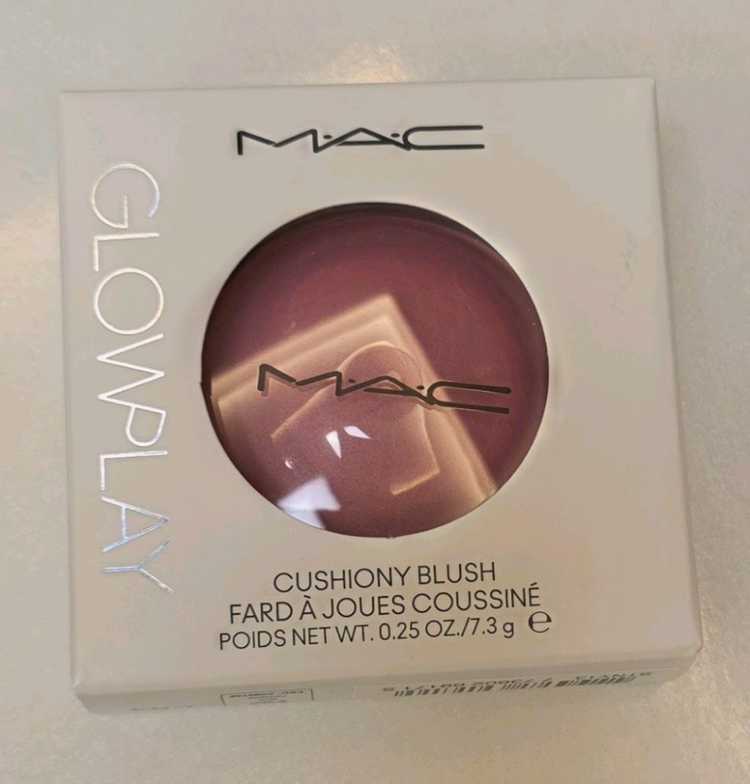 M·A·C
GLOWPLAY
M·A·C
CUSHIONY BLUSH
FARD À JOUES COUSSINÉ
POIDS NET WT. 0.25 OZ./7.3 g ℮